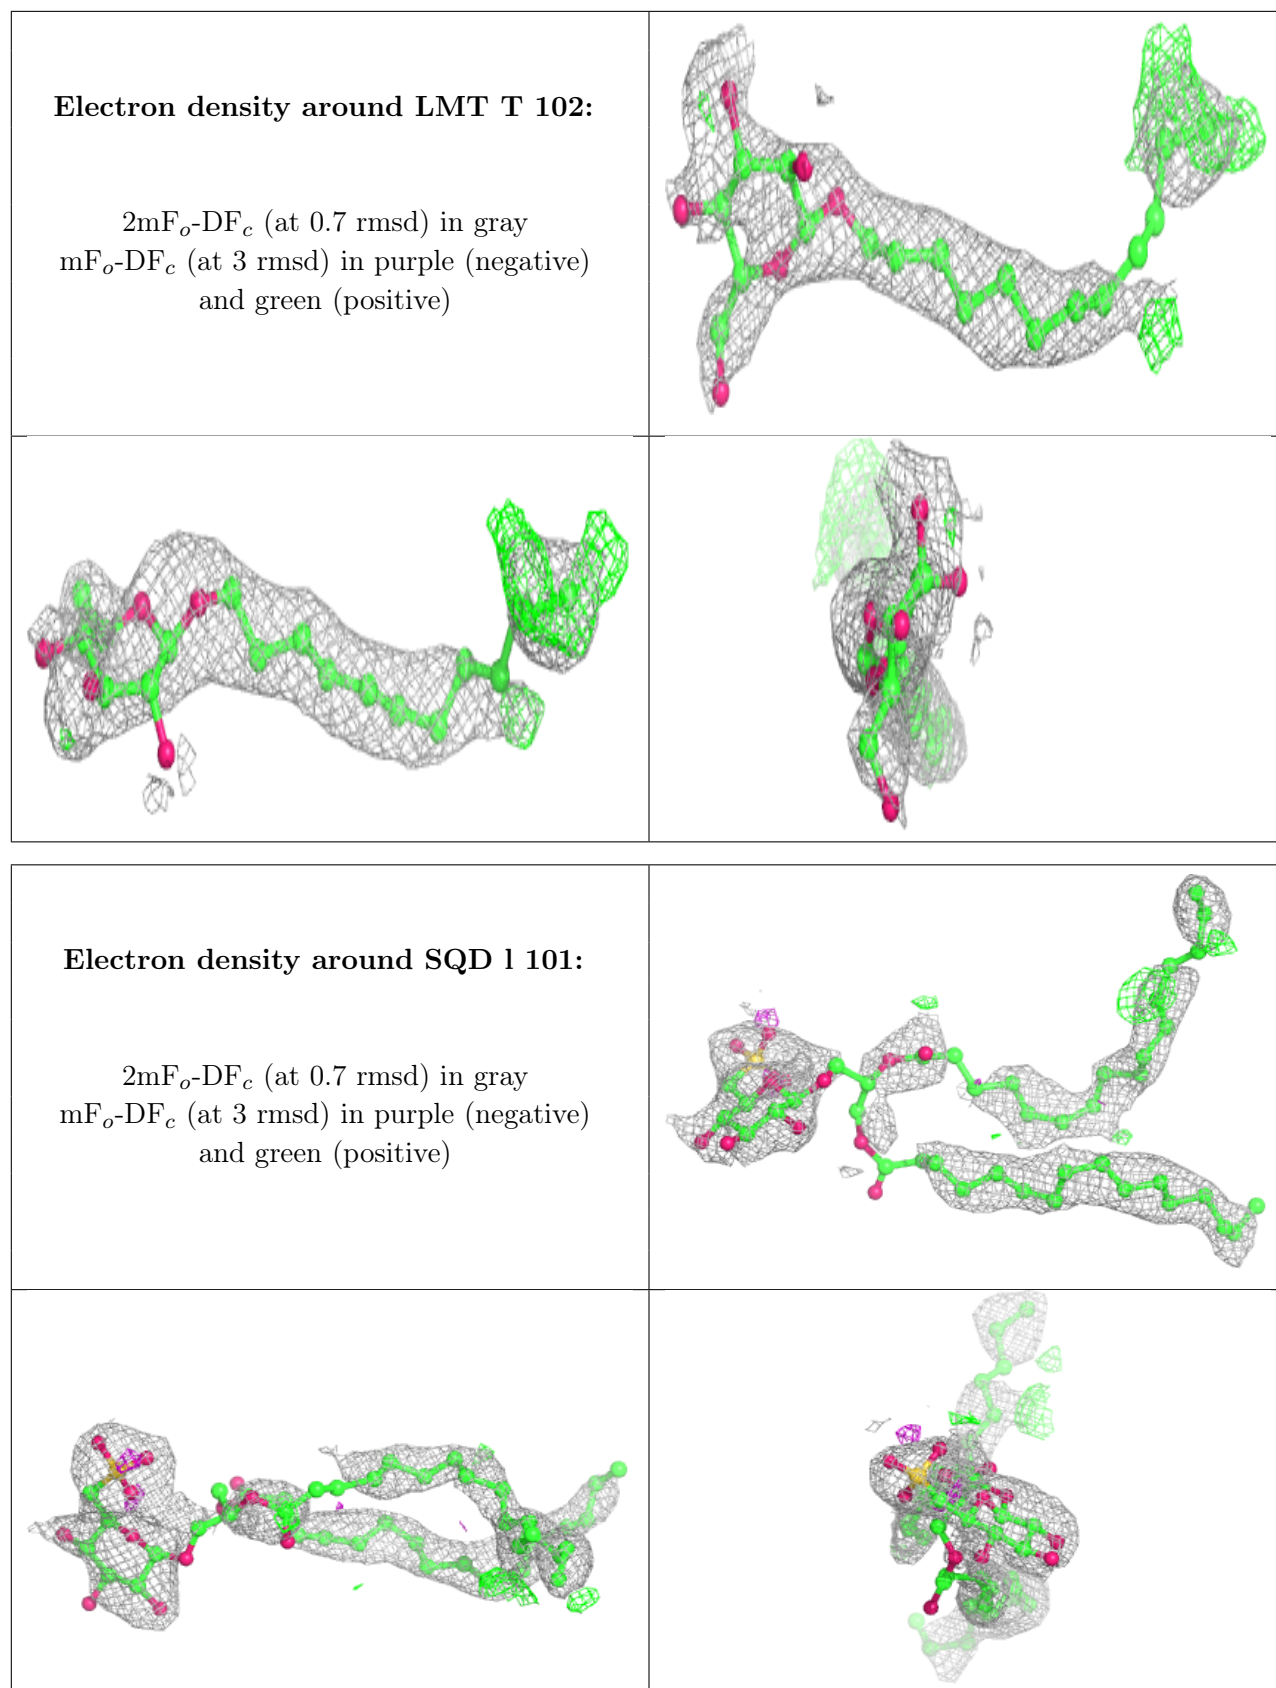 Electron density around LMT T 102:
2mFo-DFc (at 0.7 rmsd) in gray
mFo-DFc (at 3 rmsd) in purple (negative)
and green (positive)
Electron density around SQD l 101:
2mFo-DFc (at 0.7 rmsd) in gray
mFo-DFc (at 3 rmsd) in purple (negative)
and green (positive)